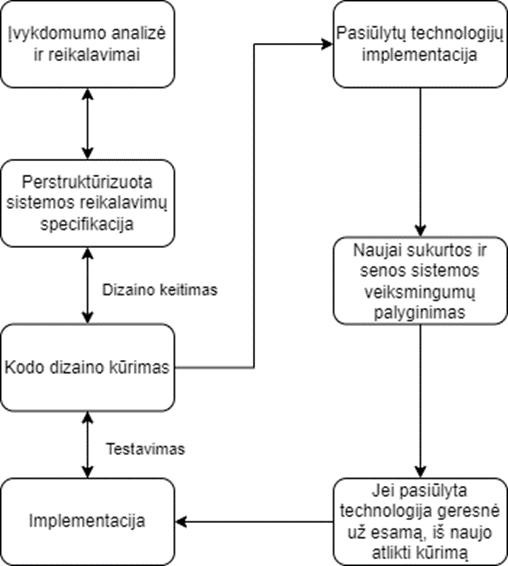 Įvykdomumo analizė
ir reikalavimai
Perstruktūrizuota
sistemos reikalavimų
specifikacija
Dizaino keitimas
Kodo dizaino kūrimas
Testavimas
Implementacija
Pasiūlytų technologijų
implementacija
Naujai sukurtos ir
senos sistemos
veiksmingumų
palyginimas
Jei pasiūlyta
technologija geresnė
už esamą, iš naujo
atlikti kūrimą